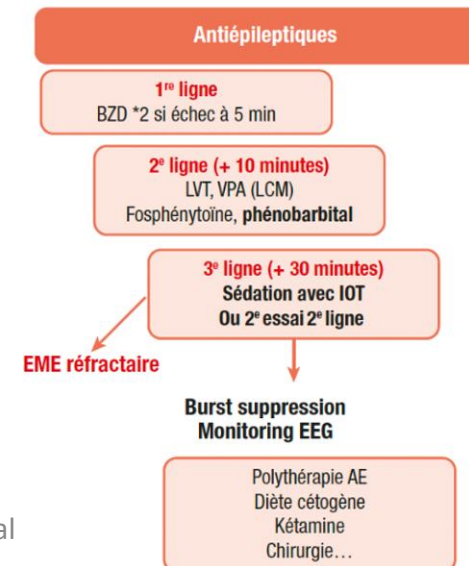 Antiépileptiques
1re ligne
BZD *2 si échec à 5 min
2e ligne (+ 10 minutes)
LVT, VPA (LCM)
Fosphénytoïne, phénobarbital
3e ligne (+ 30 minutes)
Sédation avec IOT
Ou 2e essai 2e ligne
EME réfractaire
Burst suppression
Monitoring EEG
Polythérapie AE
Diète cétogène
Kétamine
Chirurgie…
al